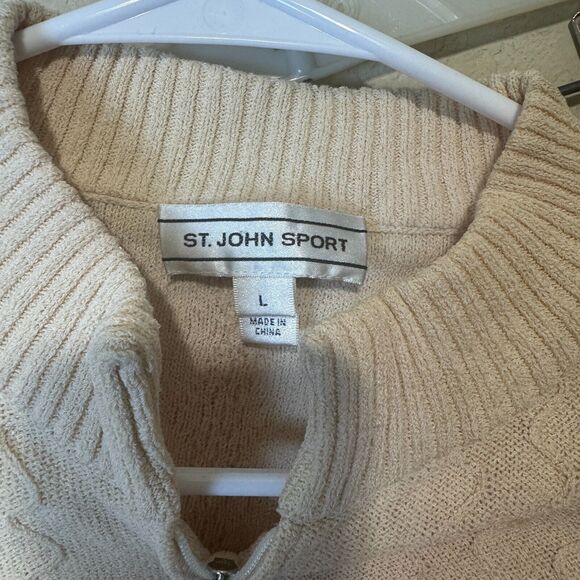 ST. JOHN SPORT
L
MADE IN
CHINA